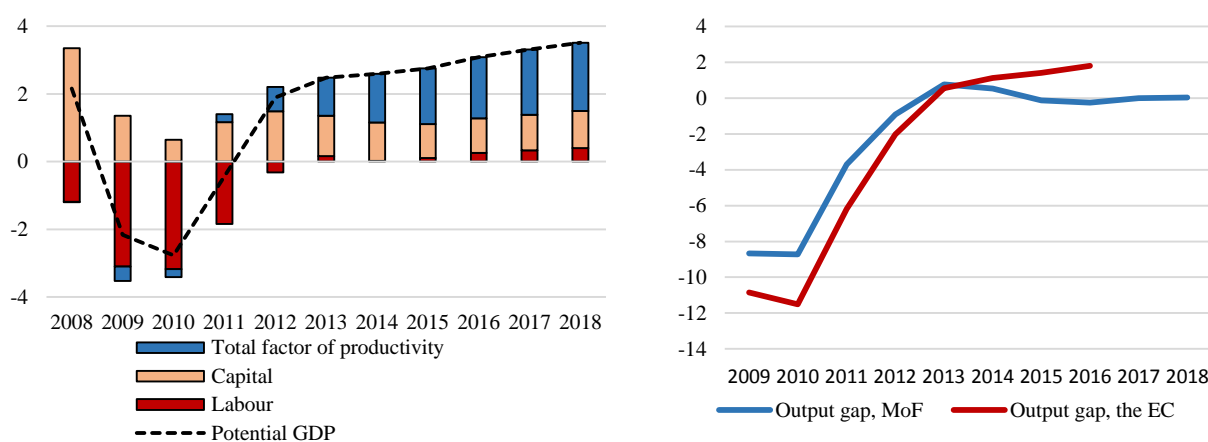 4
2
0
-2
-4
2008 2009 2010 2011 2012 2013 2014 2015 2016 2017 2018
Total factor of productivity
Capital
Labour
Potential GDP
4
2
0
-2
-4
-6
-8
-10
-12
-14
2009 2010 2011 2012 2013 2014 2015 2016 2017 2018
Output gap, MoF Output gap, the EC